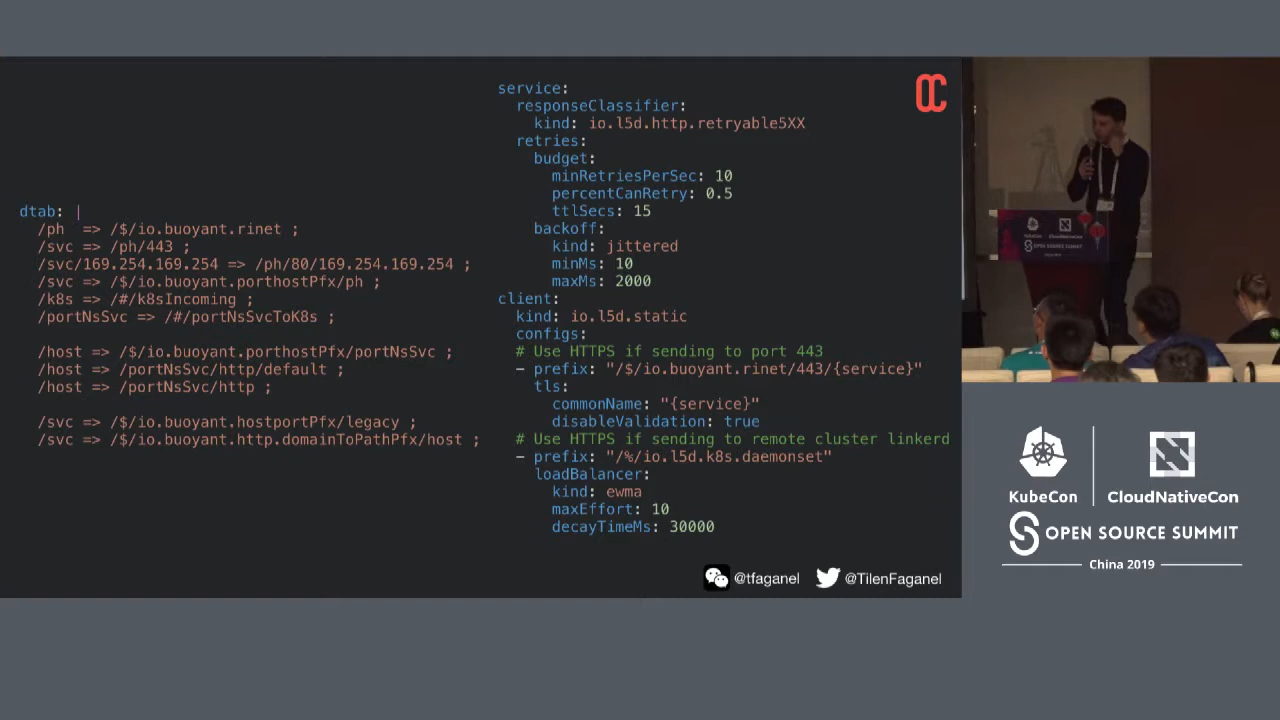 dtab: |
/ph => /$/io.buoyant.rinet ;
/svc => /ph/443 ;
/svc/169.254.169.254 => /ph/80/169.254.169.254 ;
/svc => /$/io.buoyant.porthostPfx/ph ;
/k8s => /#/k8sIncoming ;
/portNsSvc => /#/portNsSvcToK8s ;
/host => /$/io.buoyant.porthostPfx/portNsSvc ;
/host => /portNsSvc/http/default ;
/host => /portNsSvc/http ;
/svc => /$/io.buoyant.hostportPfx/legacy ;
/svc => /$/io.buoyant.http.domainToPathPfx/host ;
service:
responseClassifier:
kind: io.l5d.http.retryable5XX
retries:
budget:
minRetriesPerSec: 10
percentCanRetry: 0.5
ttlSecs: 15
backoff:
kind: jittered
minMs: 10
maxMs: 2000
client:
kind: io.l5d.static
configs:
# Use HTTPS if sending to port 443
- prefix: "/$/io.buoyant.rinet/443/{service}"
tls:
commonName: "{service}"
disableValidation: true
# Use HTTPS if sending to remote cluster linkerd
- prefix: "/%/io.l5d.k8s.daemonset"
loadBalancer:
kind: ewma
maxEffort: 10
decayTimeMs: 30000
@tfaganel @TilenFaganel
KubeCon CloudNativeCon
OPEN SOURCE SUMMIT
KubeCon CloudNativeCon
OPEN SOURCE SUMMIT
China 2019